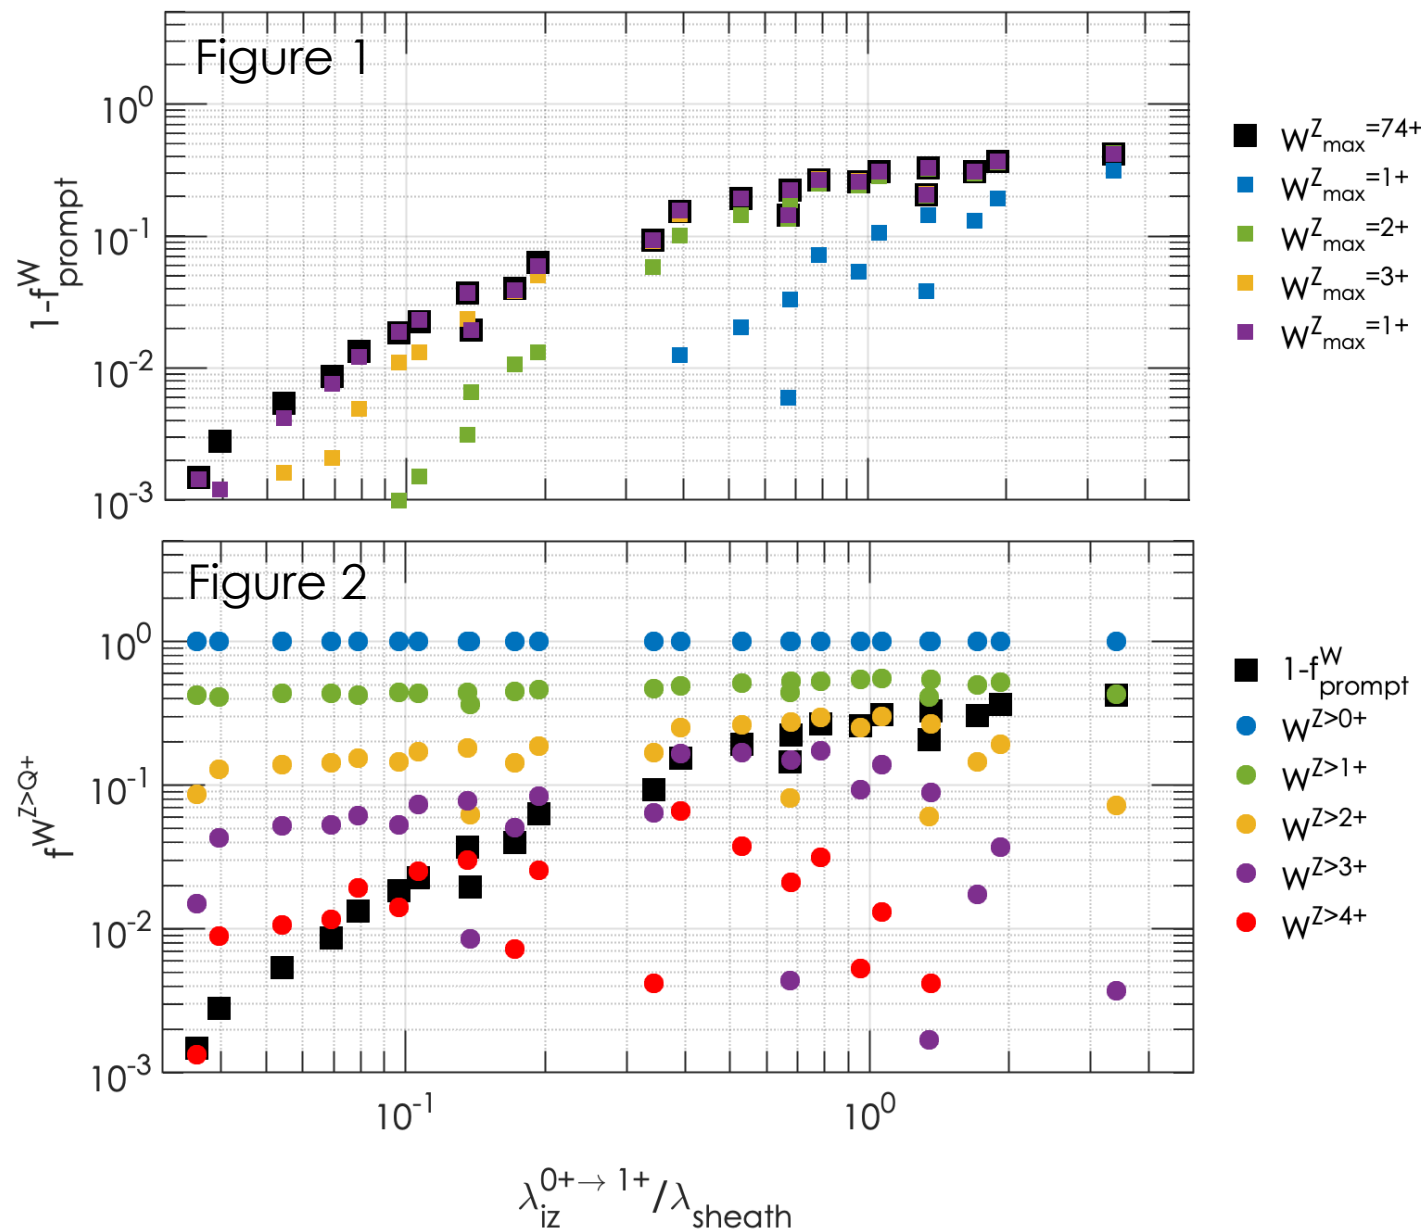 Figure 1
10^0
10^-1
10^-2
10^-3
1-f^W_prompt
W^Z_max^=74+
W^Z_max^=1+
W^Z_max^=2+
W^Z_max^=3+
W^Z_max^=1+
Figure 2
10^0
10^-1
10^-2
10^-3
f^W^Z>Q+
1-f^W_prompt
W^Z>0+
W^Z>1+
W^Z>2+
W^Z>3+
W^Z>4+
10^-1 10^0
λ_iz^0+→ 1+/λ_sheath